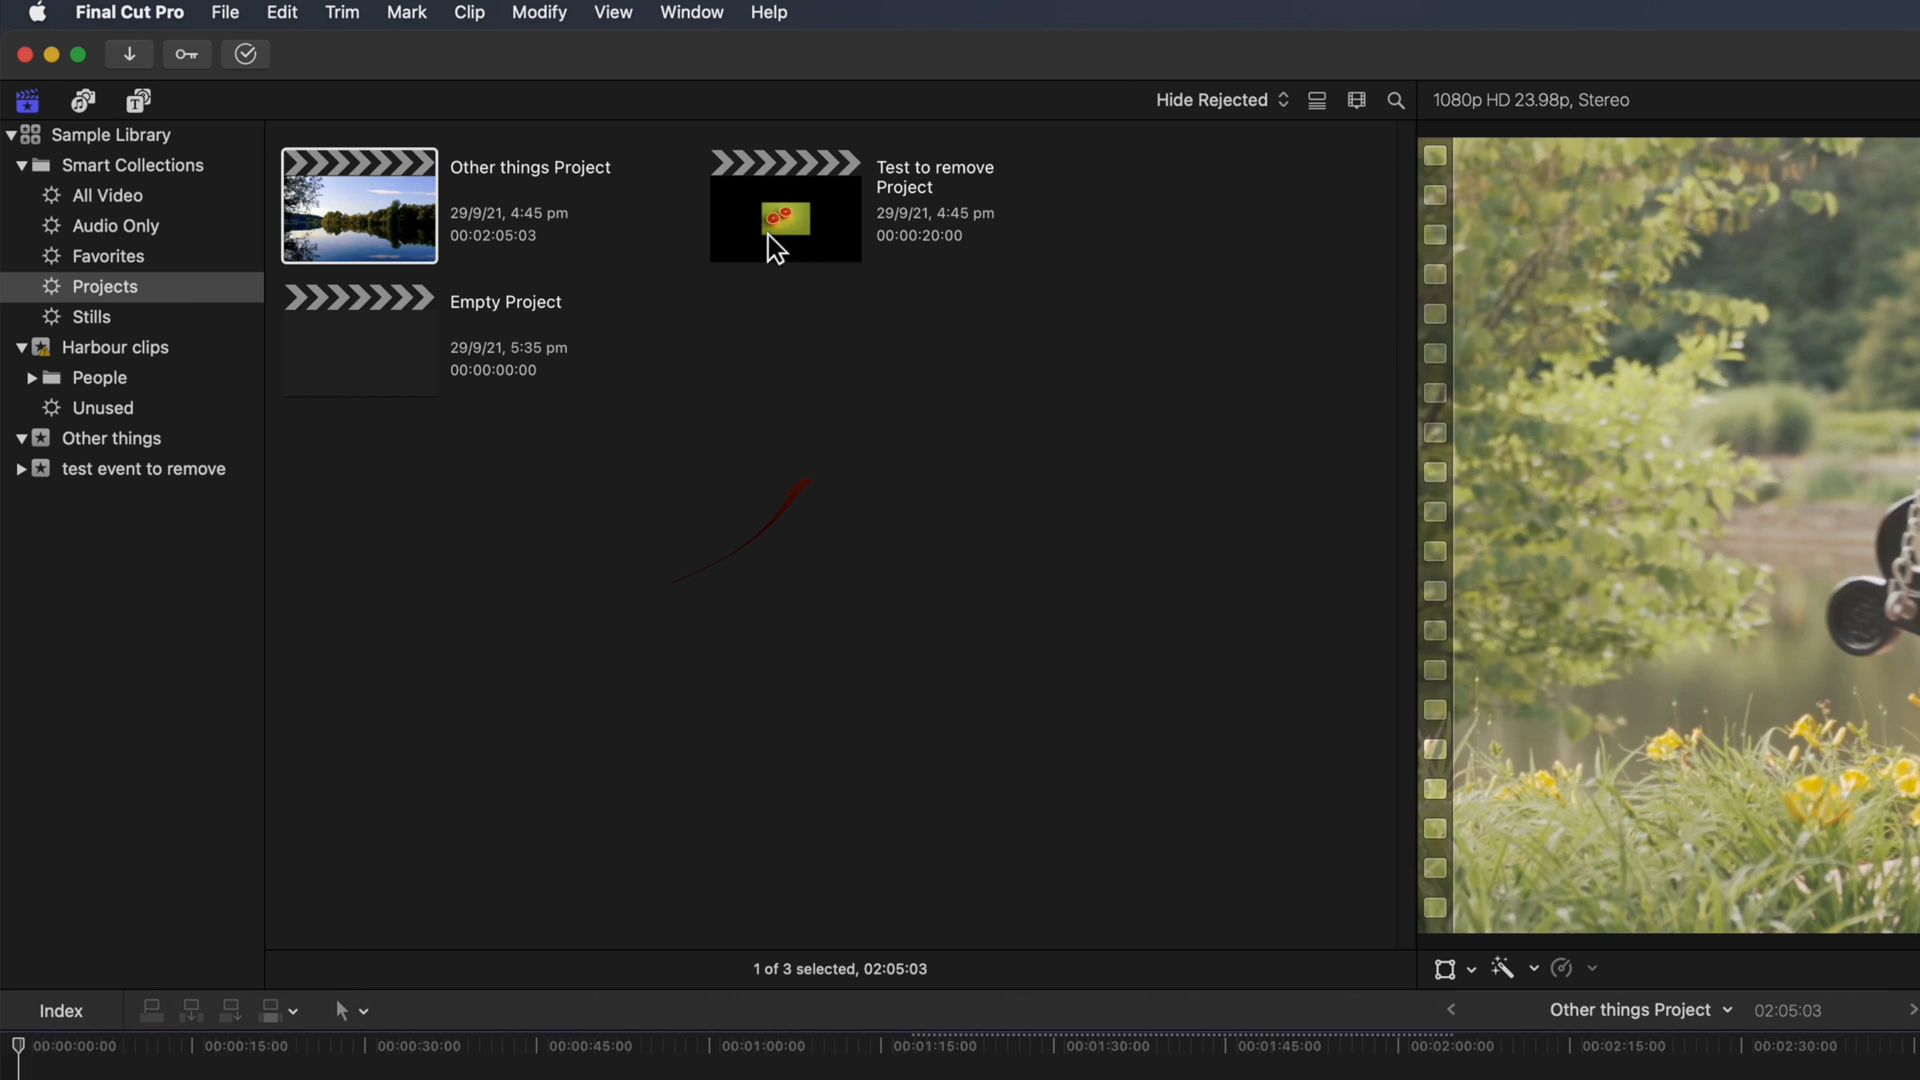 Final Cut Pro File Edit Trim Mark Clip Modify View Window Help
Hide Rejected
1080p HD 23.98p, Stereo
Sample Library
Smart Collections
All Video
Audio Only
Favorites
Projects
Stills
Harbour clips
People
Unused
Other things
test event to remove
Other things Project
29/9/21, 4:45 pm
00:02:05:03
Test to remove
Project
29/9/21, 4:45 pm
00:00:20:00
Empty Project
29/9/21, 5:35 pm
00:00:00:00
1 of 3 selected, 02:05:03
Index
Other things Project 02:05:03
00:00:00:00 00:00:15:00 00:00:30:00 00:00:45:00 00:01:00:00 00:01:15:00 00:01:30:00 00:01:45:00 00:02:00:00 00:02:15:00 00:02:30:00